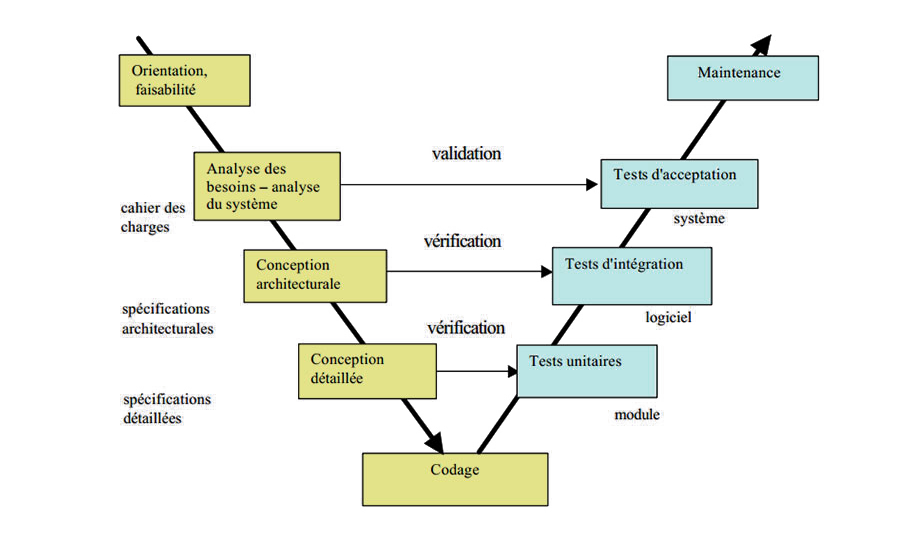 Orientation,
faisabilité
Maintenance
validation
Analyse des
besoins – analyse
du système
Tests d'acceptation
cahier des
charges
système
vérification
Conception
architecturale
Tests d'intégration
spécifications
architecturales
logiciel
vérification
Conception
détaillée
Tests unitaires
spécifications
détaillées
module
Codage